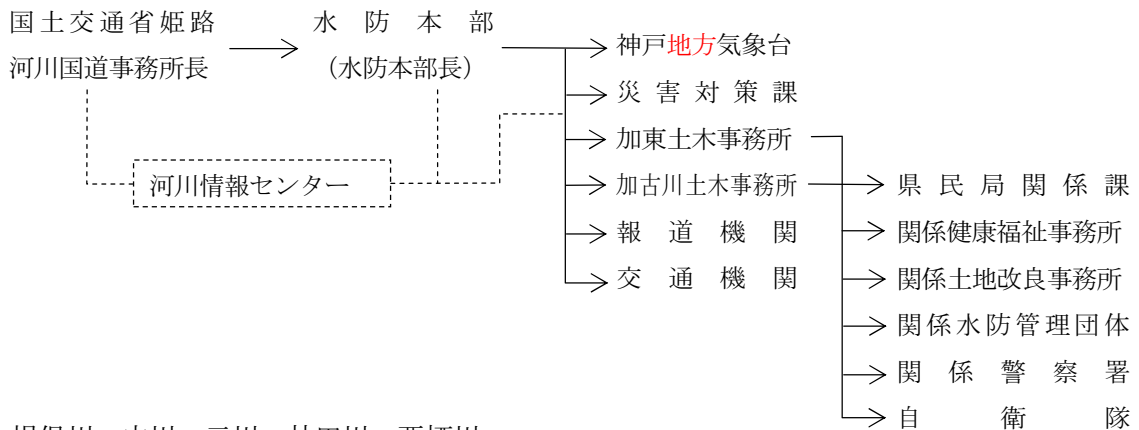 国土交通省姫路
河川国道事務所長
水防本部
（水防本部長）
河川情報センター
神戸地方気象台
災害対策課
加東土木事務所
加古川土木事務所
報道機関
交通機関
県民局関係課
関係健康福祉事務所
関係土地改良事務所
関係水防管理団体
関係警察署
自衛隊